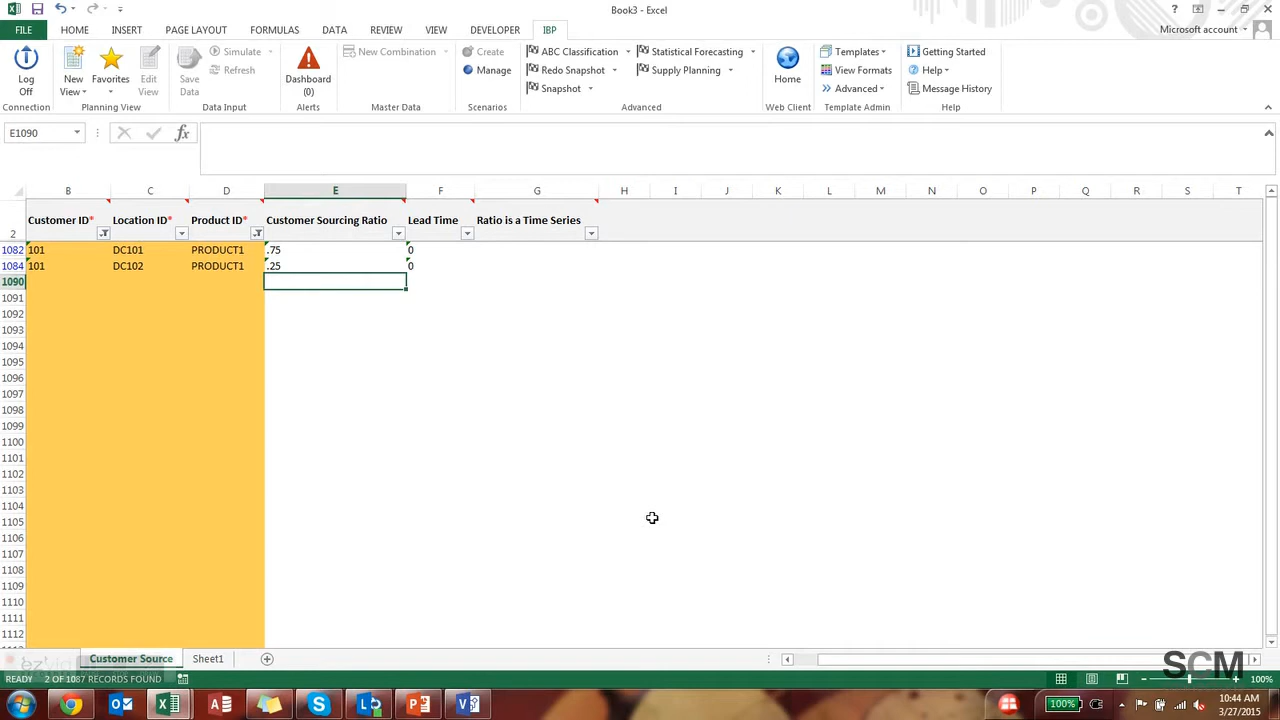 Book3 - Excel
FILE HOME INSERT PAGE LAYOUT FORMULAS DATA REVIEW VIEW DEVELOPER IBP
Microsoft account
Log Off
New View
Favorites
Edit View
Save Data
Simulate
Refresh
Dashboard (0)
New Combination
Create
Manage
ABC Classification
Redo Snapshot
Snapshot
Statistical Forecasting
Supply Planning
Home
Templates
View Formats
Advanced
Getting Started
Help
Message History
Connection Planning View Data Input Alerts Master Data Scenarios Advanced Web Client Template Admin Help
E1090 fx
B C D E F G H I J K L M N O P Q R S T
2 Customer ID* Location ID* Product ID* Customer Sourcing Ratio Lead Time Ratio is a Time Series
1082 101 DC101 PRODUCT1 .75 0
1084 101 DC102 PRODUCT1 .25 0
1090
1091
1092
1093
1094
1095
1096
1097
1098
1099
1100
1101
1102
1103
1104
1105
1106
1107
1108
1109
1110
1111
1112
Customer Source Sheet1
SCM
READY 2 OF 1087 RECORDS FOUND 100%
100% 10:44 AM
3/27/2015